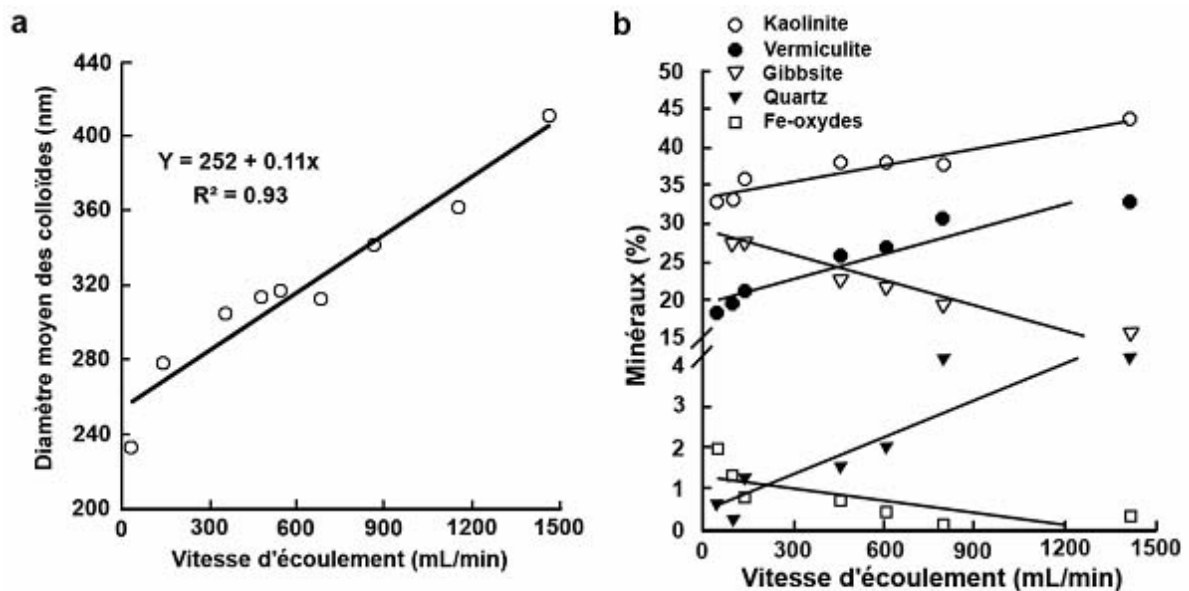 a
440
400
360
320
280
240
200
Diamètre moyen des colloïdes (nm)
Y = 252 + 0.11x
R² = 0.93
0
300
600
900
1200
1500
Vitesse d'écoulement (mL/min)
b
Kaolinite
Vermiculite
Gibbsite
Quartz
Fe-oxydes
50
45
40
35
30
25
20
15
4
3
2
1
0
Minéraux (%)
0
300
600
900
1200
1500
Vitesse d'écoulement (mL/min)